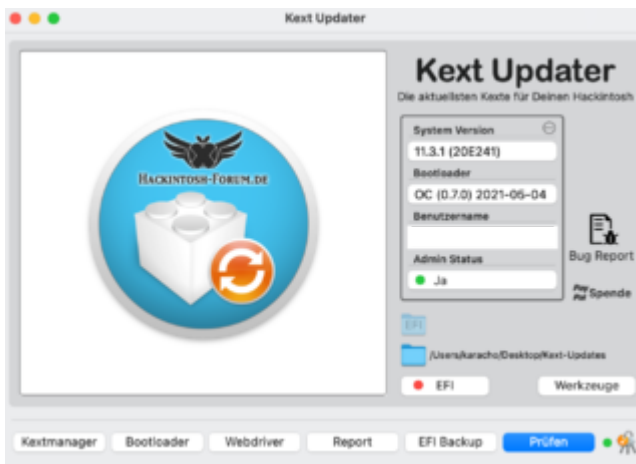 Kext Updater
Kext Updater
Die aktuellsten Kexte für Deinen Hackintosh
HACKINTOSH-FORUM.DE
System Version
11.3.1 (20E241)
Bootloader
OC (0.7.0) 2021-05-04
Benutzername
Admin Status
Ja
Bug Report
PayPal Spende
EFI
/Users/karacho/Desktop/Kext-Updates
EFI
Werkzeuge
Kextmanager
Bootloader
Webdriver
Report
EFI Backup
Prüfen